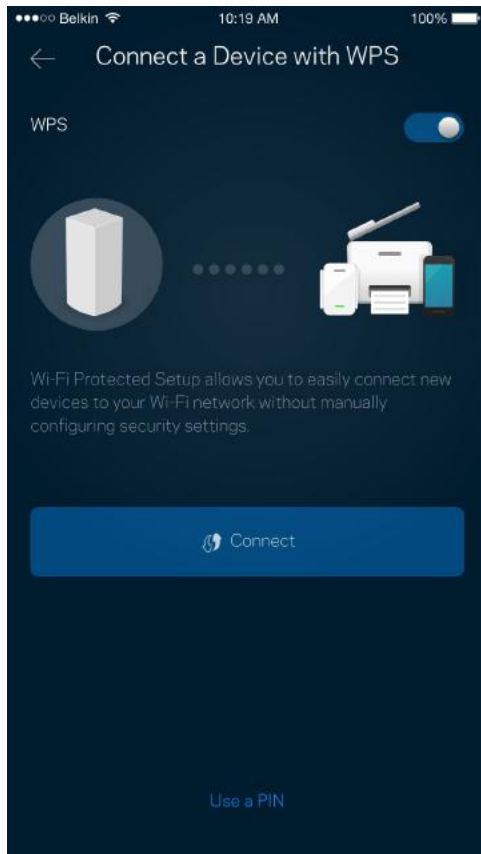 Belkin 10:19 AM 100%
Connect a Device with WPS
WPS
Wi-Fi Protected Setup allows you to easily connect new
devices to your Wi-Fi network without manually
configuring security settings.
Connect
Use a PIN